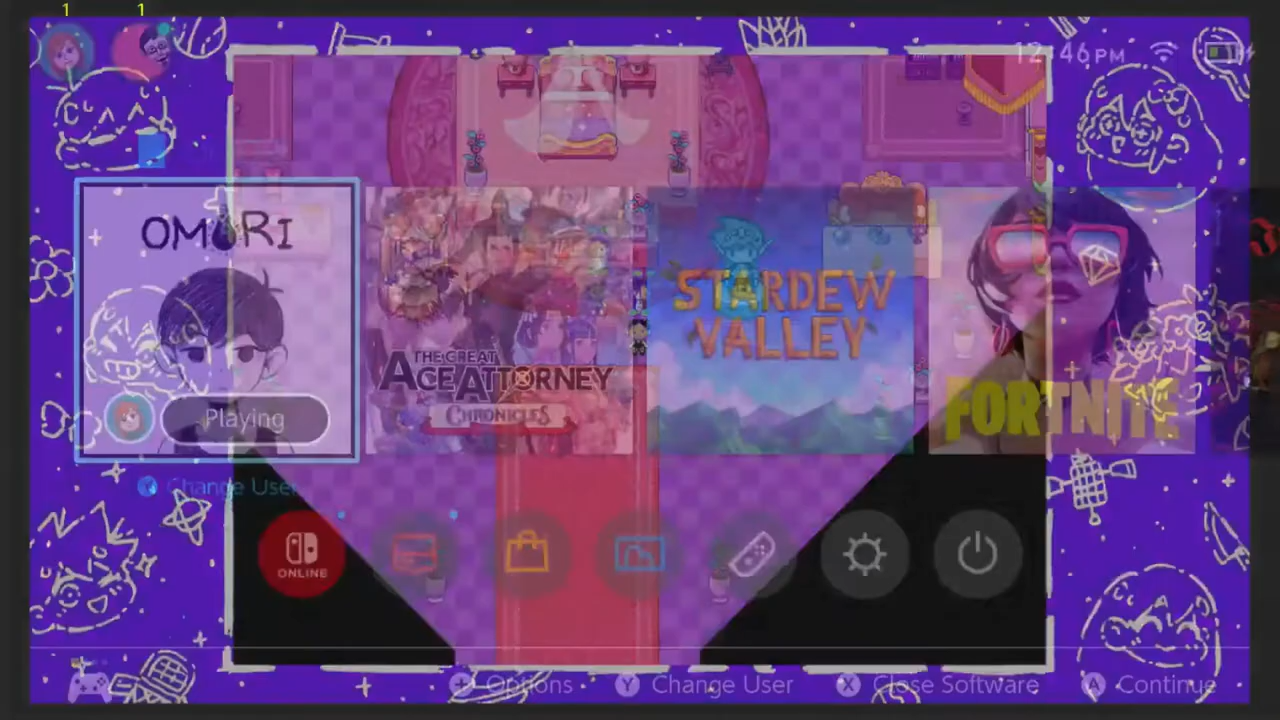 1 1
12:46 PM
OMORI
THE GREAT
ACE ATTORNEY
CHRONICLES
STARDEW
VALLEY
FORTNITE
Playing
Change User
ONLINE
+ Options Y Change User X Close Software A Continue